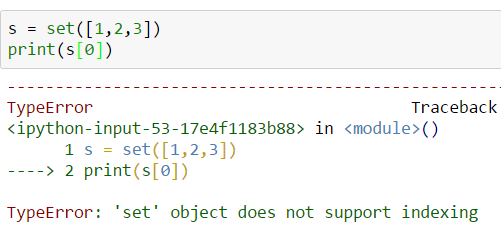 s = set([1,2,3])
print(s[0])
---------------------------------------------------------------------------
TypeError Traceback
<ipython-input-53-17e4f1183b88> in <module>()
1 s = set([1,2,3])
----> 2 print(s[0])
TypeError: 'set' object does not support indexing